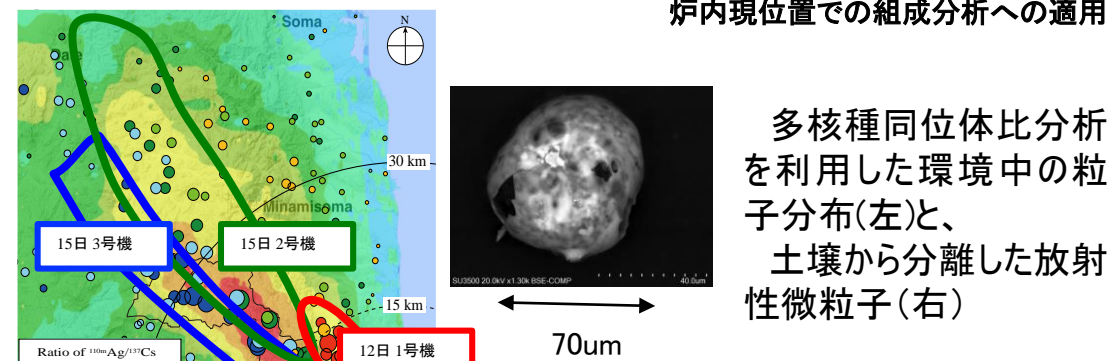 炉内現位置での組成分析への適用
Soma
N
Date
30 km
Minamisoma
15日 3号機
15日 2号機
15 km
Ratio of ¹¹⁰ᵐAg/¹³⁷Cs
12日 1号機
SU3500 20.0kV x1.30k BSE-COMP
40.0um
70um
多核種同位体比分析
を利用した環境中の粒
子分布(左)と、
土壌から分離した放射
性微粒子(右)